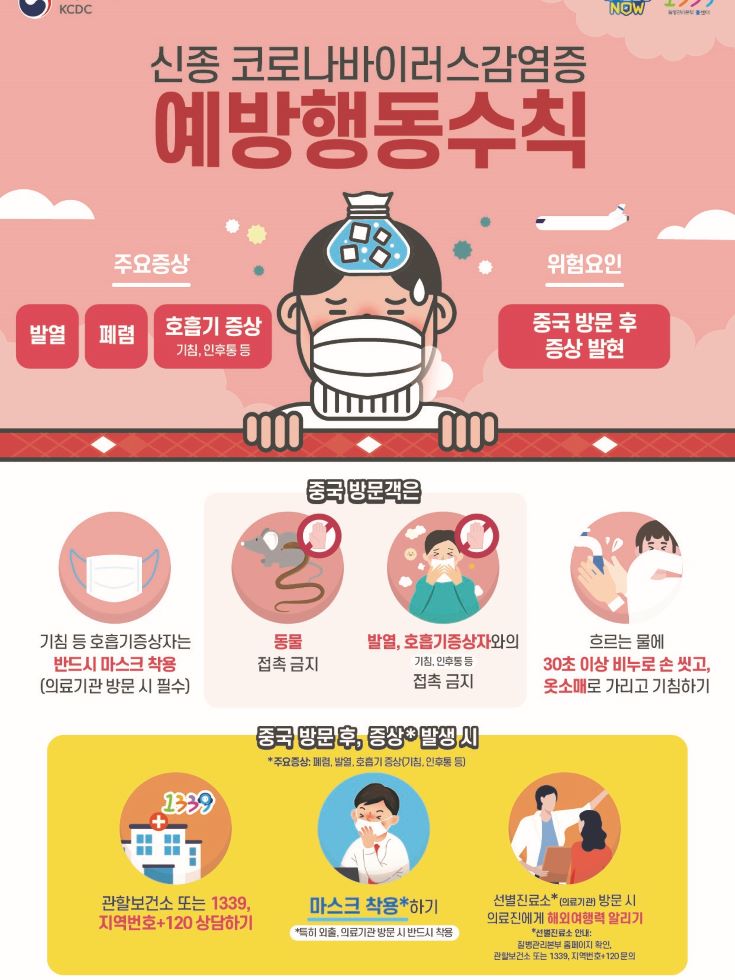 KCDC
NOW
1339
질병관리본부 콜센터
신종 코로나바이러스감염증
예방행동수칙
주요증상
위험요인
발열
폐렴
호흡기 증상
기침, 인후통 등
중국 방문 후
증상 발현
중국 방문객은
기침 등 호흡기증상자는
반드시 마스크 착용
(의료기관 방문 시 필수)
동물
접촉 금지
발열, 호흡기증상자와의
기침, 인후통 등
접촉 금지
흐르는 물에
30초 이상 비누로 손 씻고,
옷소매로 가리고 기침하기
중국 방문 후, 증상* 발생 시
*주요증상: 폐렴, 발열, 호흡기 증상(기침, 인후통 등)
1339
관할보건소 또는 1339,
지역번호+120 상담하기
마스크 착용*하기
*특히 외출, 의료기관 방문 시 반드시 착용
선별진료소*(의료기관) 방문 시
의료진에게 해외여행력 알리기
*선별진료소 안내:
질병관리본부 홈페이지 확인,
관할보건소 또는 1339, 지역번호+120 문의